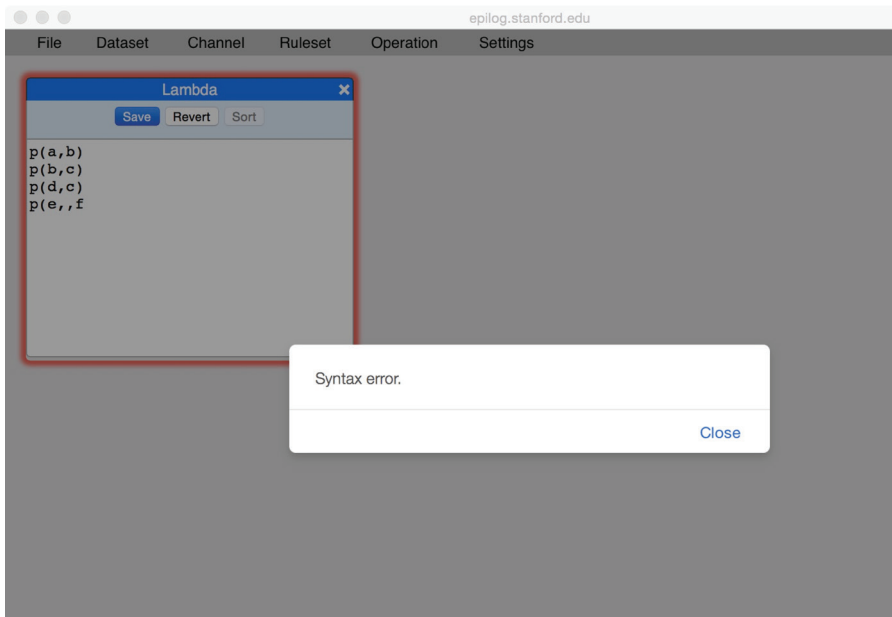 epilog.stanford.edu
File Dataset Channel Ruleset Operation Settings
Lambda ×
Save Revert Sort
p(a,b)
p(b,c)
p(d,c)
p(e,,f
Syntax error.
Close